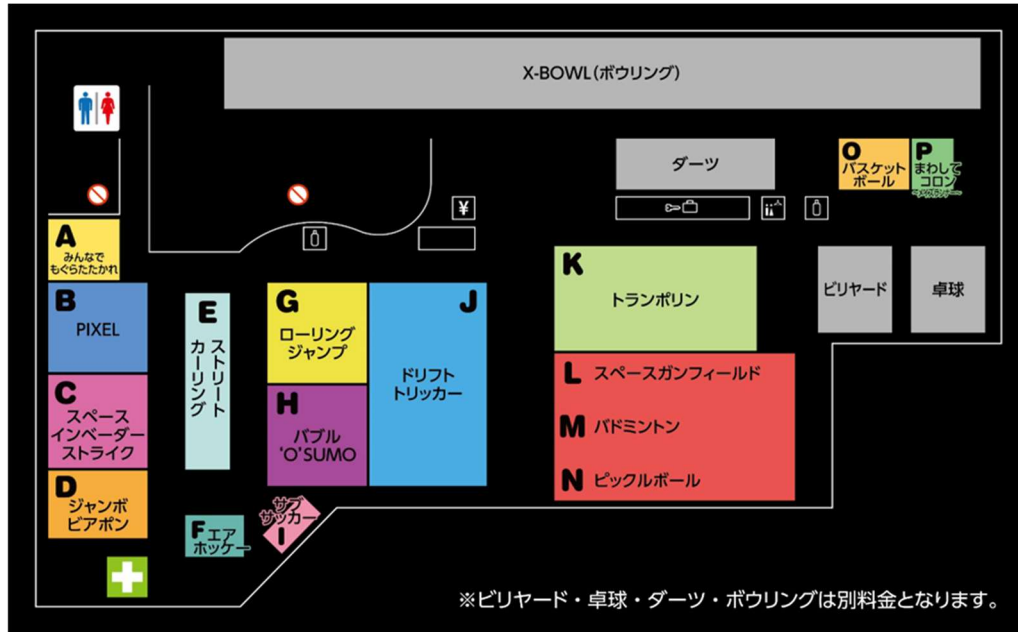 X-BOWL(ボウリング)
ダーツ
O
バスケット
ボール
P
まわして
コロン
¥
A
みんなで
もぐらたたかれ
B
PIXEL
C
スペース
インベーダー
ストライク
D
ジャンボ
ビアポン
E
ストリート
カーリング
F エア
ホッケー
G
ローリング
ジャンプ
H
バブル
'O'SUMO
サブ
サッカー
I
J
ドリフト
トリッカー
K
トランポリン
L スペースガンフィールド
M バドミントン
N ピックルボール
ビリヤード
卓球
※ビリヤード・卓球・ダーツ・ボウリングは別料金となります。